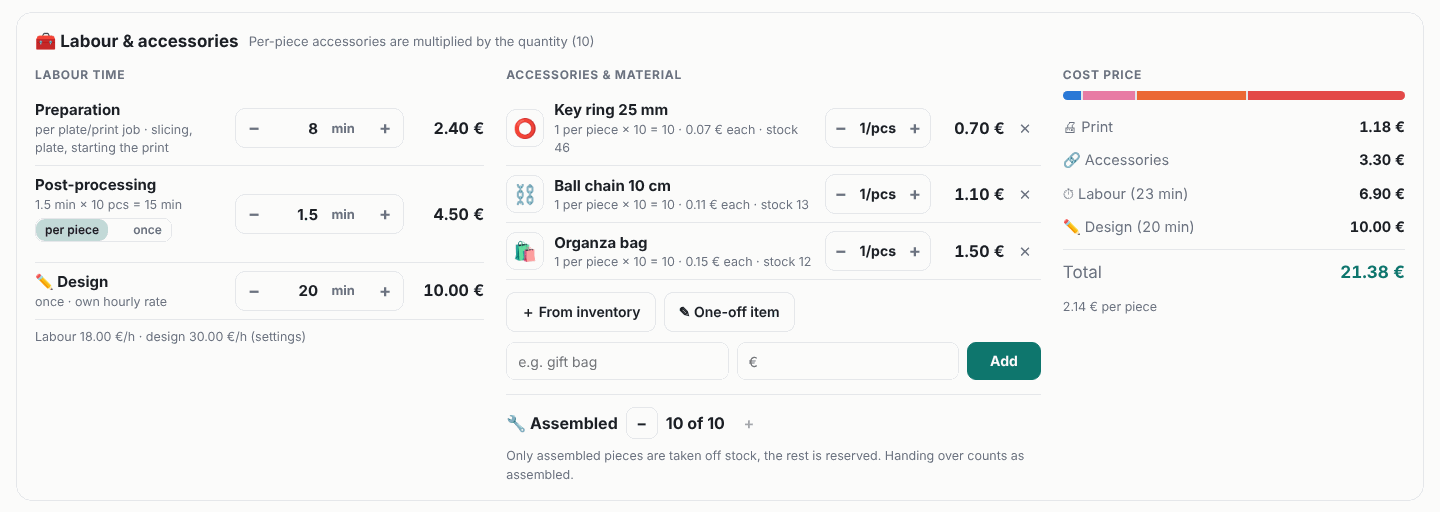 🧰 Labour & accessories Per-piece accessories are multiplied by the quantity (10)
LABOUR TIME
Preparation
per plate/print job · slicing,
plate, starting the print
− 8 min + 2.40 €
Post-processing
1.5 min × 10 pcs = 15 min
per piece once
− 1.5 min + 4.50 €
✏️ Design
once · own hourly rate
− 20 min + 10.00 €
Labour 18.00 €/h · design 30.00 €/h (settings)
ACCESSORIES & MATERIAL
Key ring 25 mm
1 per piece × 10 = 10 · 0.07 € each · stock
46
− 1/pcs + 0.70 € ×
Ball chain 10 cm
1 per piece × 10 = 10 · 0.11 € each · stock 13
− 1/pcs + 1.10 € ×
Organza bag
1 per piece × 10 = 10 · 0.15 € each · stock 12
− 1/pcs + 1.50 € ×
+ From inventory ✎ One-off item
e.g. gift bag € Add
🔧 Assembled − 10 of 10 +
Only assembled pieces are taken off stock, the rest is reserved. Handing over counts as
assembled.
COST PRICE
🖨 Print 1.18 €
🔗 Accessories 3.30 €
⏱ Labour (23 min) 6.90 €
✏️ Design (20 min) 10.00 €
Total 21.38 €
2.14 € per piece